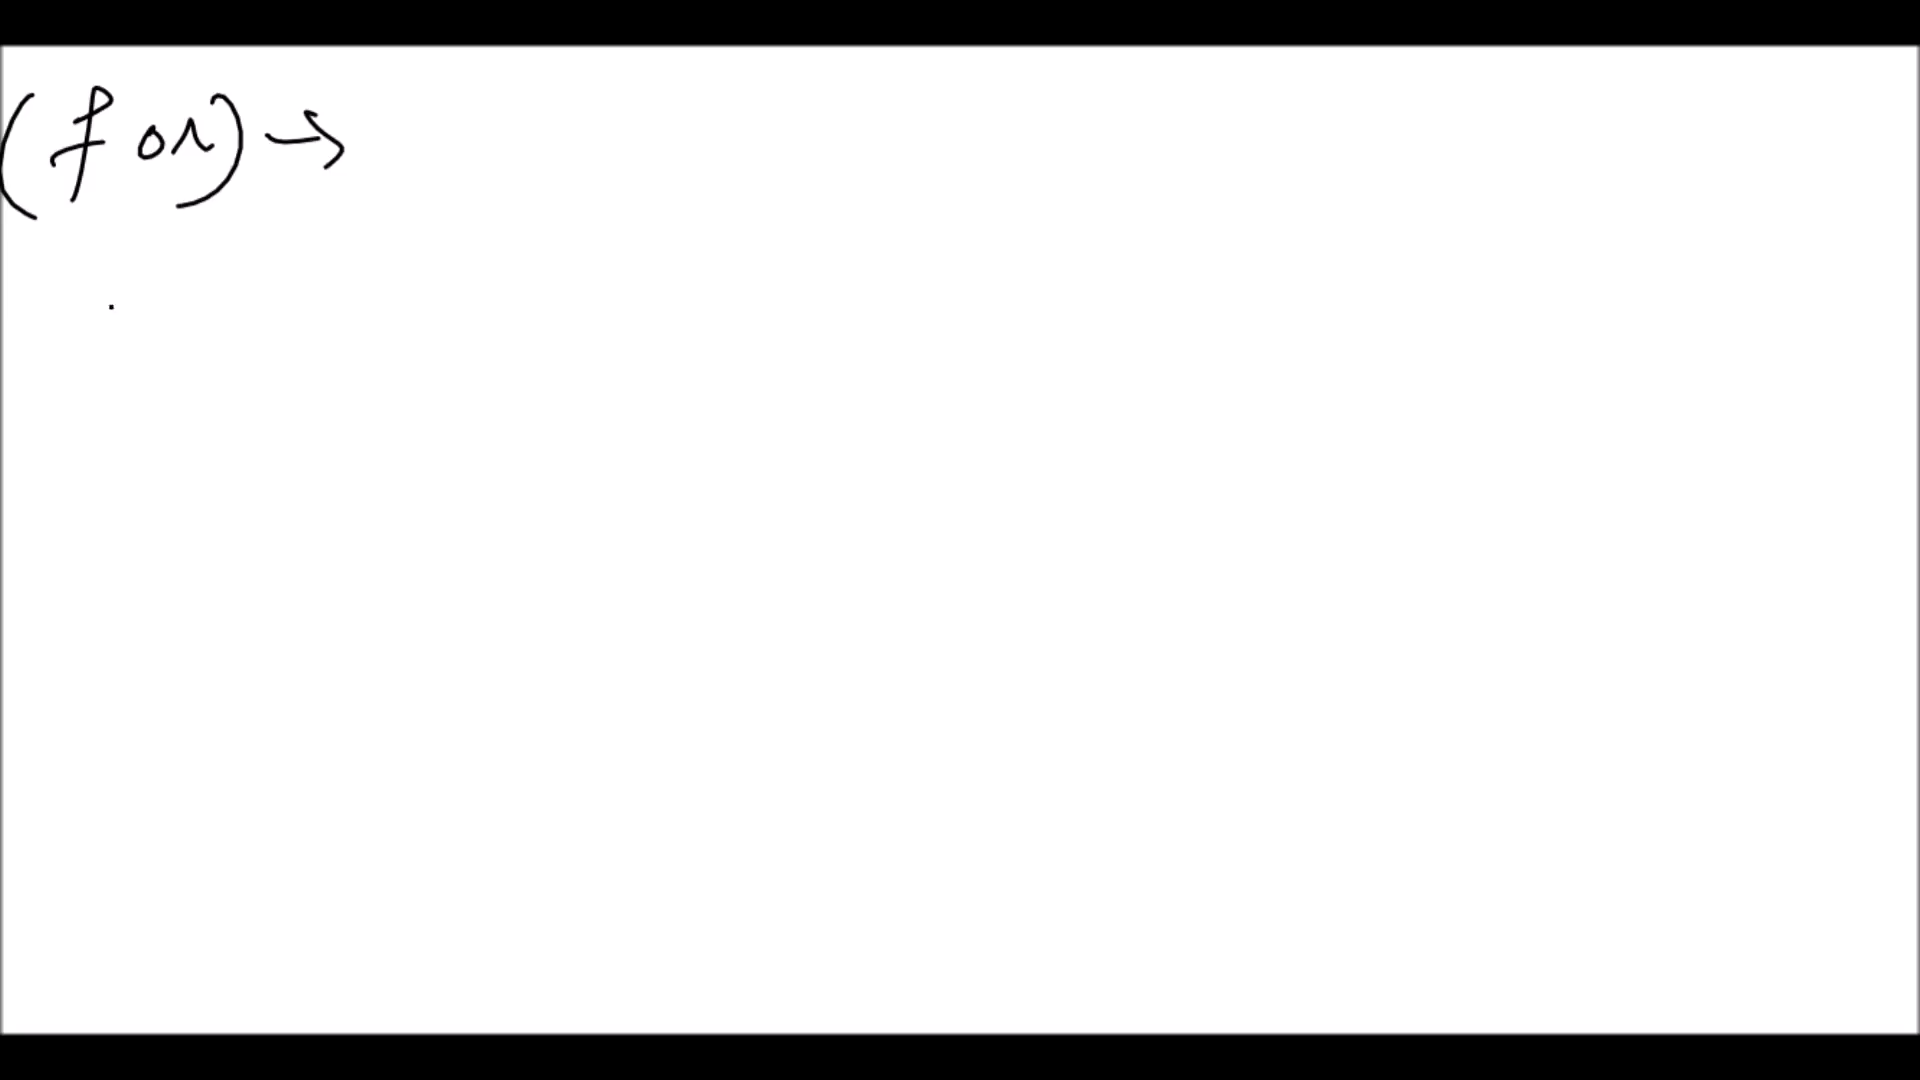 (for) →